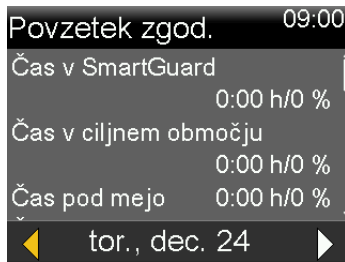 Povzetek zgod. 09:00
Čas v SmartGuard
0:00 h/0 %
Čas v ciljnem območju
0:00 h/0 %
Čas pod mejo 0:00 h/0 %
tor., dec. 24